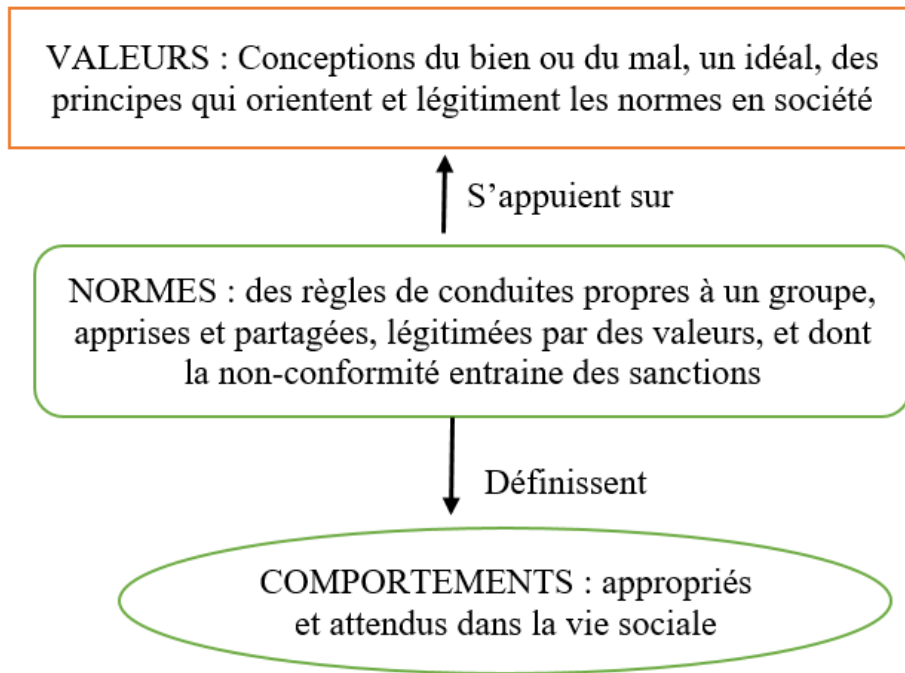 VALEURS : Conceptions du bien ou du mal, un idéal, des
principes qui orientent et légitiment les normes en société
S’appuient sur
NORMES : des règles de conduites propres à un groupe,
apprises et partagées, légitimées par des valeurs, et dont
la non-conformité entraine des sanctions
Définissent
COMPORTEMENTS : appropriés
et attendus dans la vie sociale